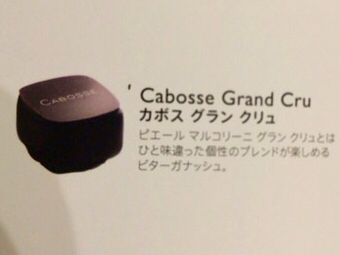 CABOSSE
Cabosse Grand Cru
カボス グラン クリュ
ピエール マルコリーニ グラン クリュとは
ひと味違った個性のブレンドが楽しめる
ビターガナッシュ。